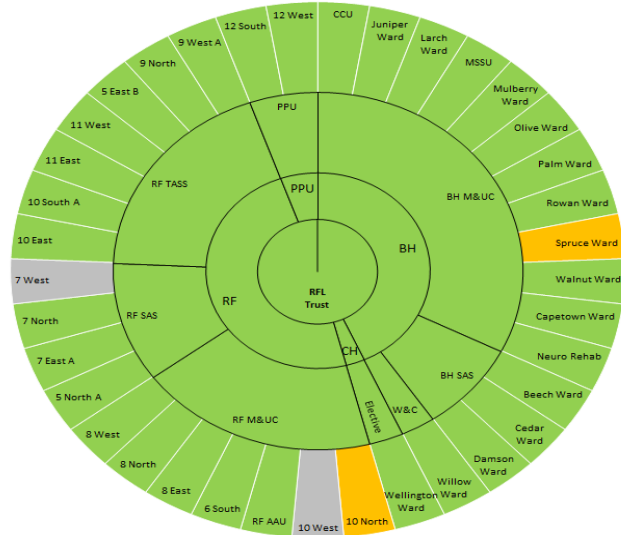 12 West
CCU
12 South
Juniper
Ward
Larch
Ward
9 West A
MSSU
9 North
Mulberry
Ward
5 East B
PPU
Olive Ward
11 West
Palm Ward
11 East
RF TASS
PPU
BH M&UC
Rowan Ward
10 South A
10 East
BH
Spruce Ward
7 West
RFL
Trust
Walnut Ward
RF
7 North
RF SAS
Capetown Ward
CH
7 East A
BH SAS
Neuro Rehab
5 North A
Beech Ward
8 West
RF M&UC
Elective
W&C
Cedar
Ward
8 North
Damson
Ward
8 East
Willow
Ward
6 South
RF AAU
10 West
10 North
Wellington
Ward